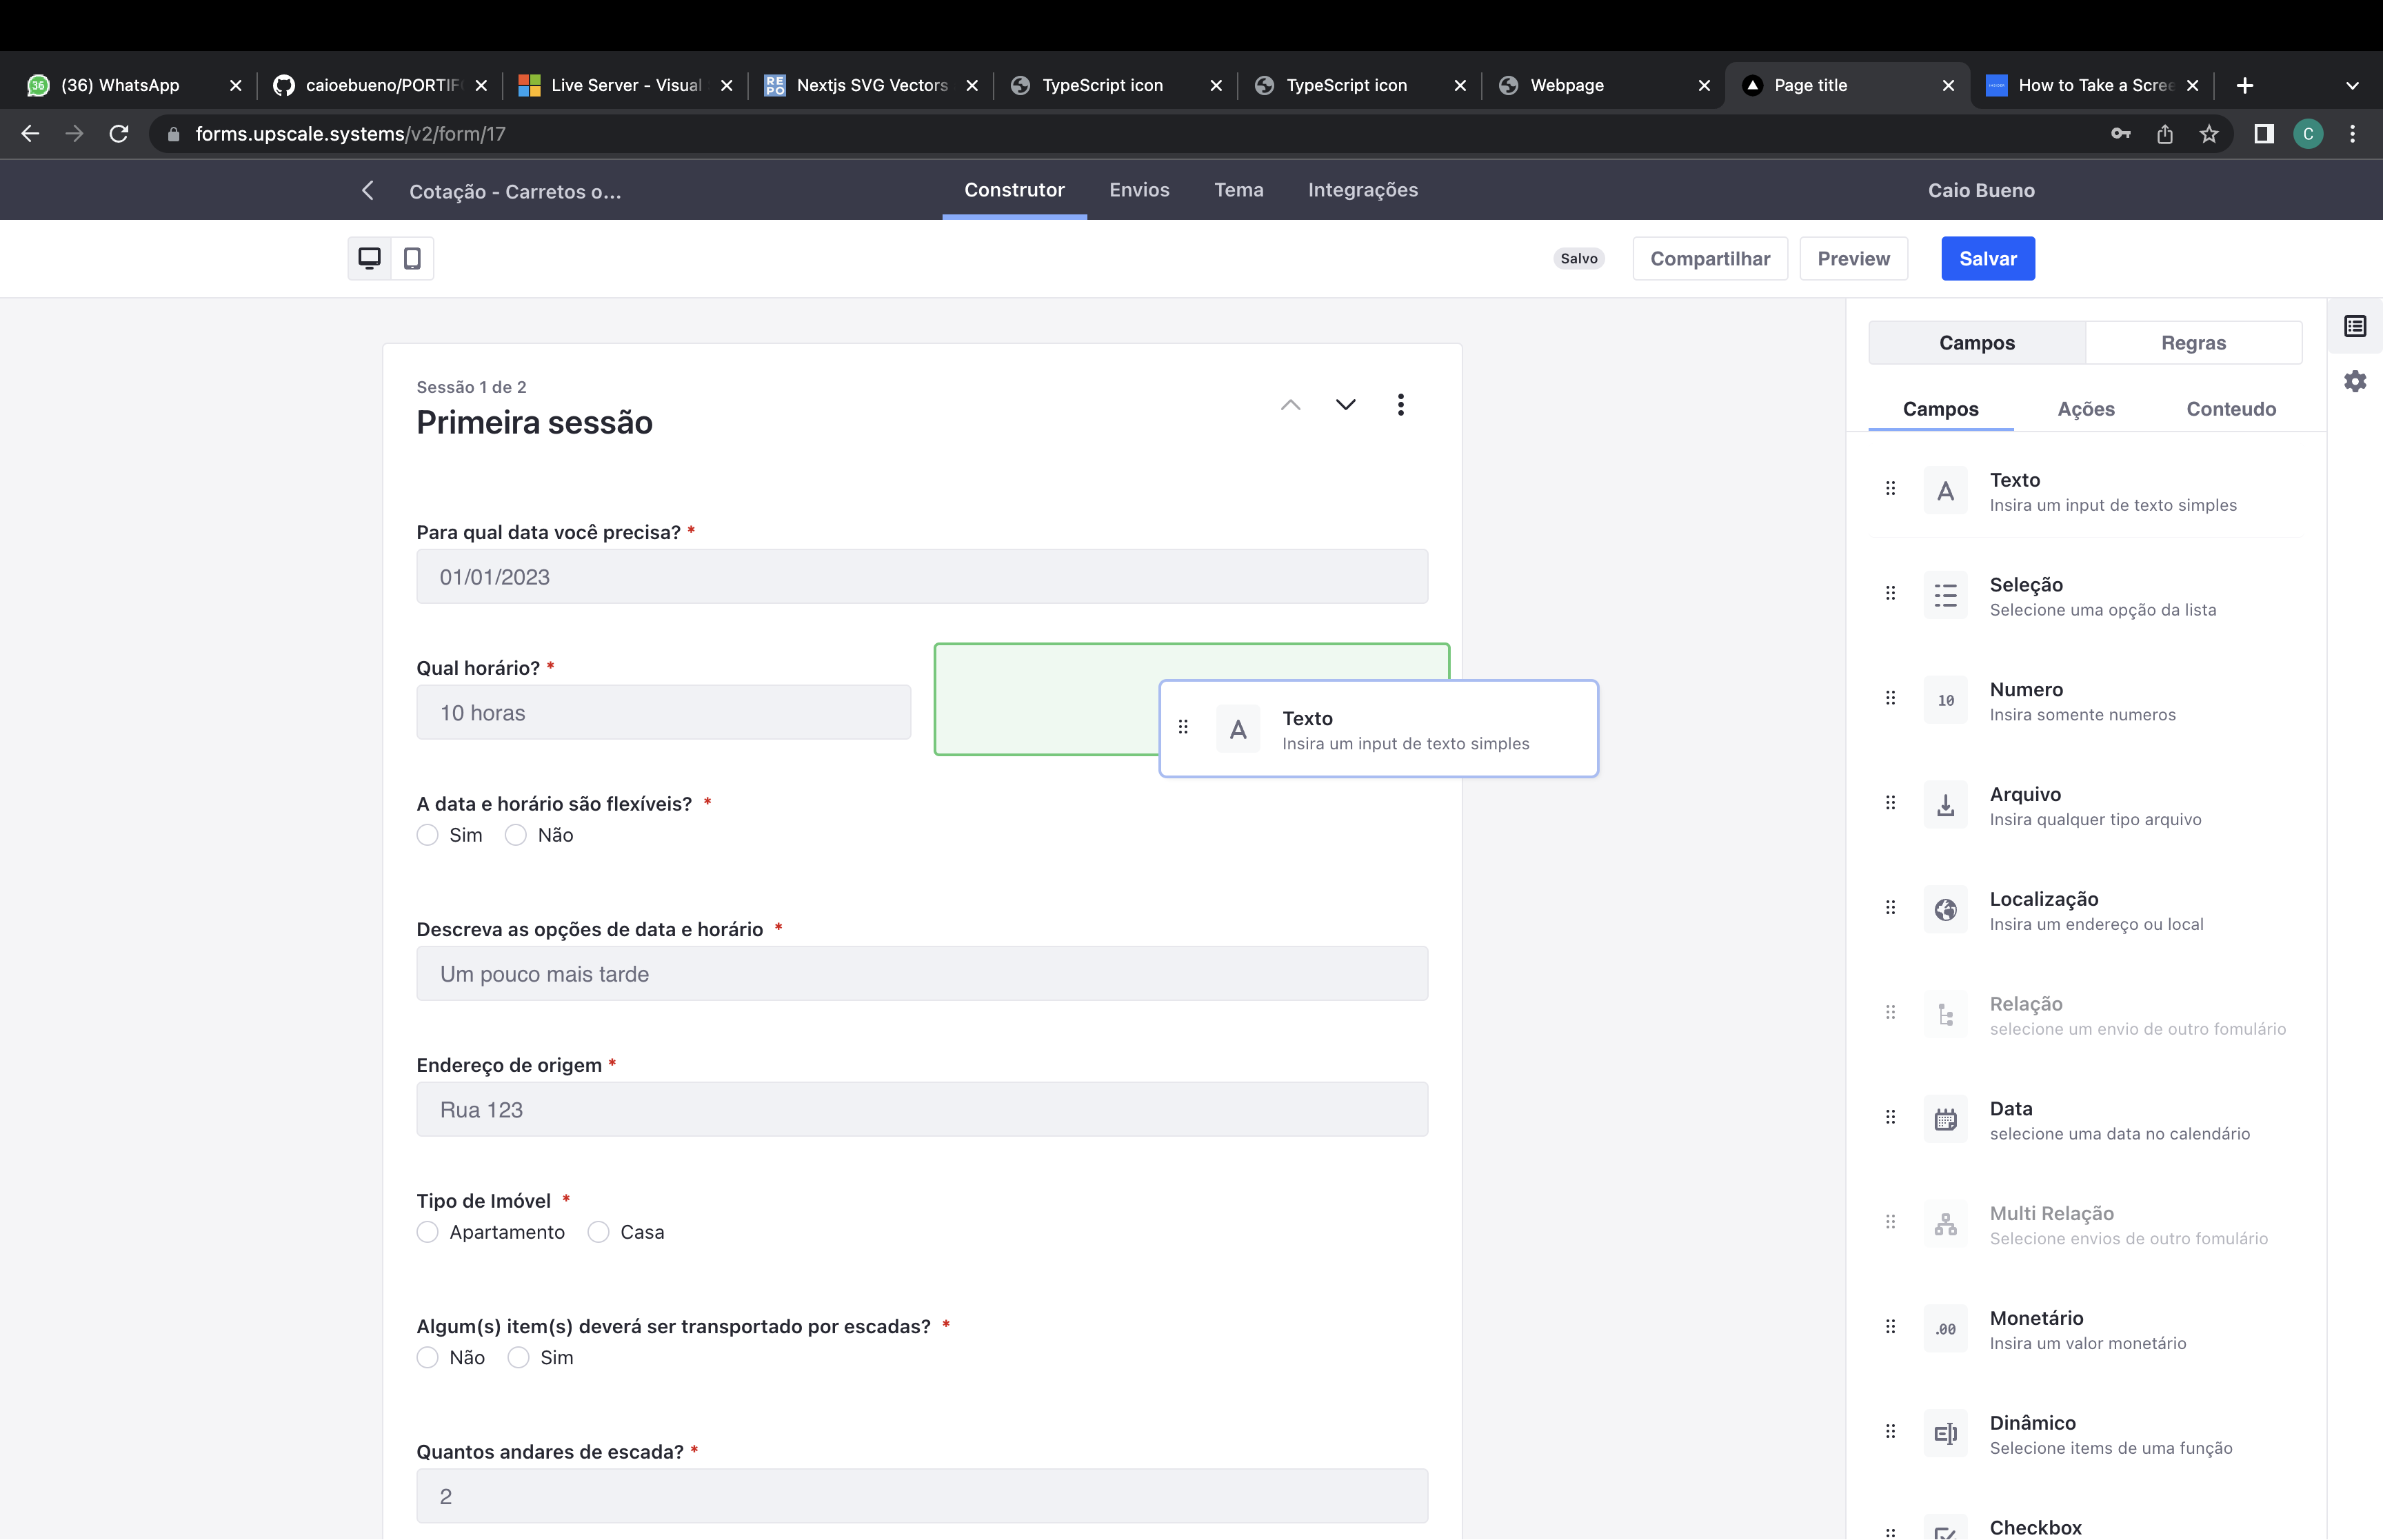 36 (36) WhatsApp
caioebueno/PORTIF
Live Server - Visual
REPO Nextjs SVG Vectors
TypeScript icon
TypeScript icon
Webpage
Page title
How to Take a Scree
forms.upscale.systems/v2/form/17
C
Cotação - Carretos o...
Construtor
Envios
Tema
Integrações
Caio Bueno
Salvo
Compartilhar
Preview
Salvar
Sessão 1 de 2
Primeira sessão
Para qual data você precisa? *
01/01/2023
Qual horário? *
10 horas
A Texto
Insira um input de texto simples
A data e horário são flexíveis? *
Sim Não
Descreva as opções de data e horário *
Um pouco mais tarde
Endereço de origem *
Rua 123
Tipo de Imóvel *
Apartamento Casa
Algum(s) item(s) deverá ser transportado por escadas? *
Não Sim
Quantos andares de escada? *
2
Campos
Regras
Campos
Ações
Conteudo
A Texto
Insira um input de texto simples
Seleção
Selecione uma opção da lista
10 Numero
Insira somente numeros
Arquivo
Insira qualquer tipo arquivo
Localização
Insira um endereço ou local
Relação
selecione um envio de outro fomulário
Data
selecione uma data no calendário
Multi Relação
Selecione envios de outro fomulário
.00 Monetário
Insira um valor monetário
Dinâmico
Selecione items de uma função
Checkbox